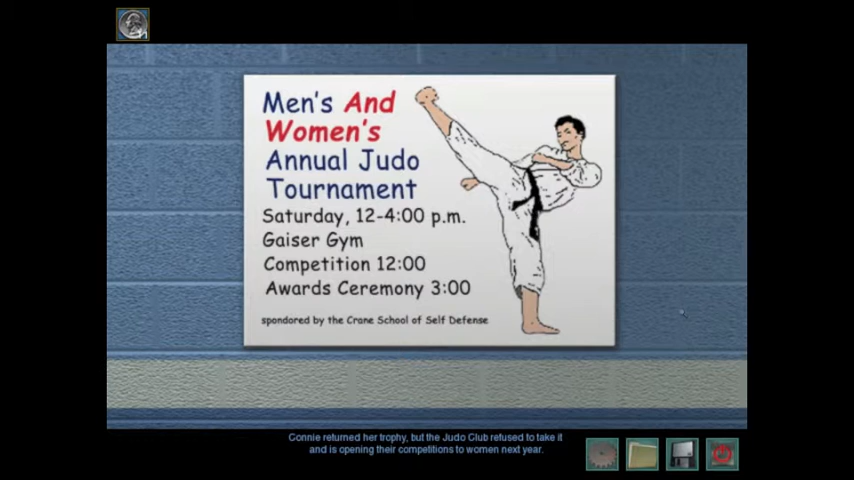 Men's And
Women's
Annual Judo
Tournament
Saturday, 12-4:00 p.m.
Gaiser Gym
Competition 12:00
Awards Ceremony 3:00
spondored by the Crane School of Self Defense
Connie returned her trophy, but the Judo Club refused to take it
and is opening their competitions to women next year.